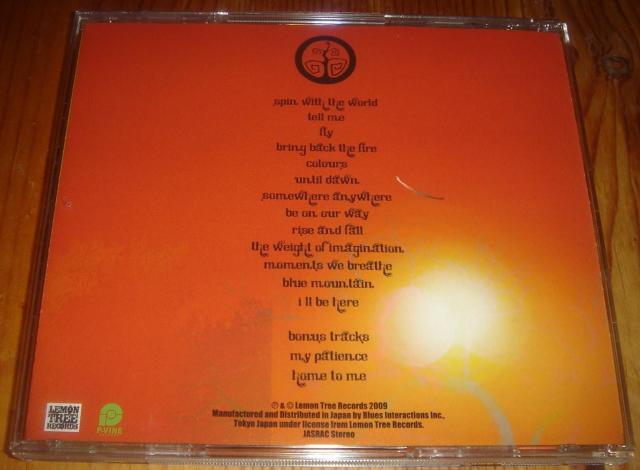 spin with the world
tell me
fly
bring back the fire
colours
until dawn
somewhere anywhere
be on our way
rise and fall
the weight of imagination
moments we breathe
blue mountain
i ll be here
bonus tracks
my patience
home to me
℗ & © Lemon Tree Records 2009
Manufactured and Distributed in Japan by Blues Interactions Inc.,
Tokyo Japan under license from Lemon Tree Records.
JASRAC Stereo
LEMON
TREE
RECORDS
P-VINE